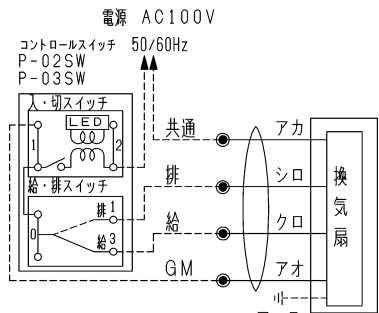 電源 AC100V
50/60Hz
コントロールスイッチ
P-02SW
P-03SW
入・切スイッチ
LED
1
2
給・排スイッチ
排1
0
給3
共通
アカ
排
シロ
給
クロ
GM
アオ
換気扇